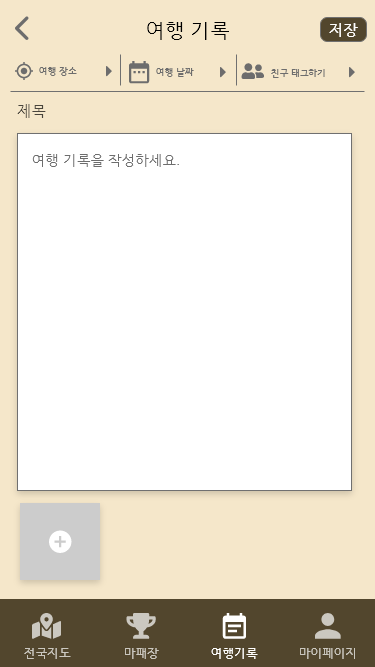 여행 기록
저장
여행 장소
여행 날짜
친구 태그하기
제목
여행 기록을 작성하세요.
전국지도
마패장
여행기록
마이페이지